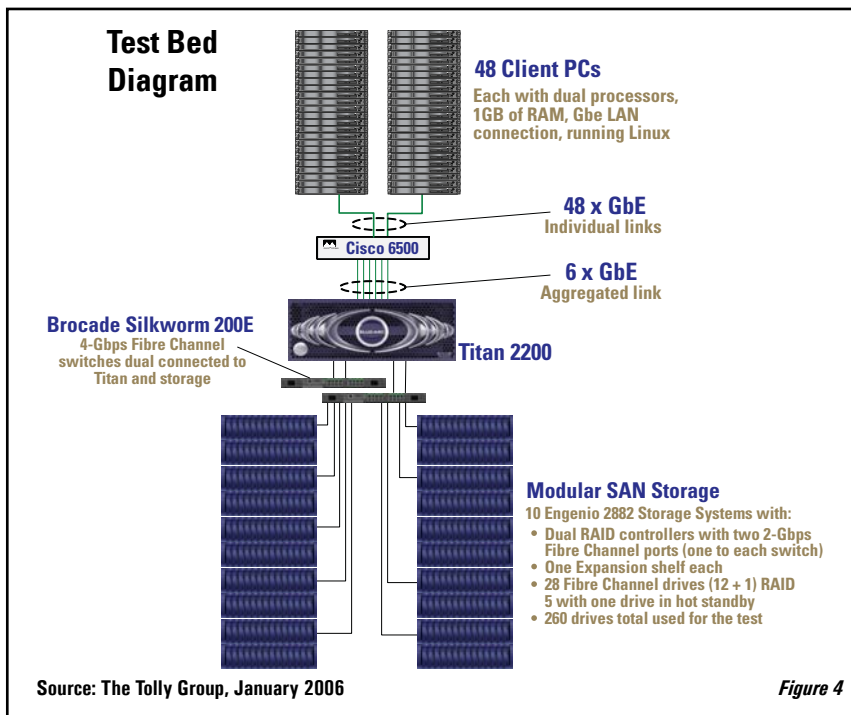 Test Bed
Diagram
48 Client PCs
Each with dual processors,
1GB of RAM, Gbe LAN
connection, running Linux
48 x GbE
Individual links
Cisco 6500
6 x GbE
Aggregated link
Brocade Silkworm 200E
4-Gbps Fibre Channel
switches dual connected to
Titan and storage
Titan 2200
Modular SAN Storage
10 Engenio 2882 Storage Systems with:
• Dual RAID controllers with two 2-Gbps
Fibre Channel ports (one to each switch)
• One Expansion shelf each
• 28 Fibre Channel drives (12 + 1) RAID
5 with one drive in hot standby
• 260 drives total used for the test
Source: The Tolly Group, January 2006
Figure 4